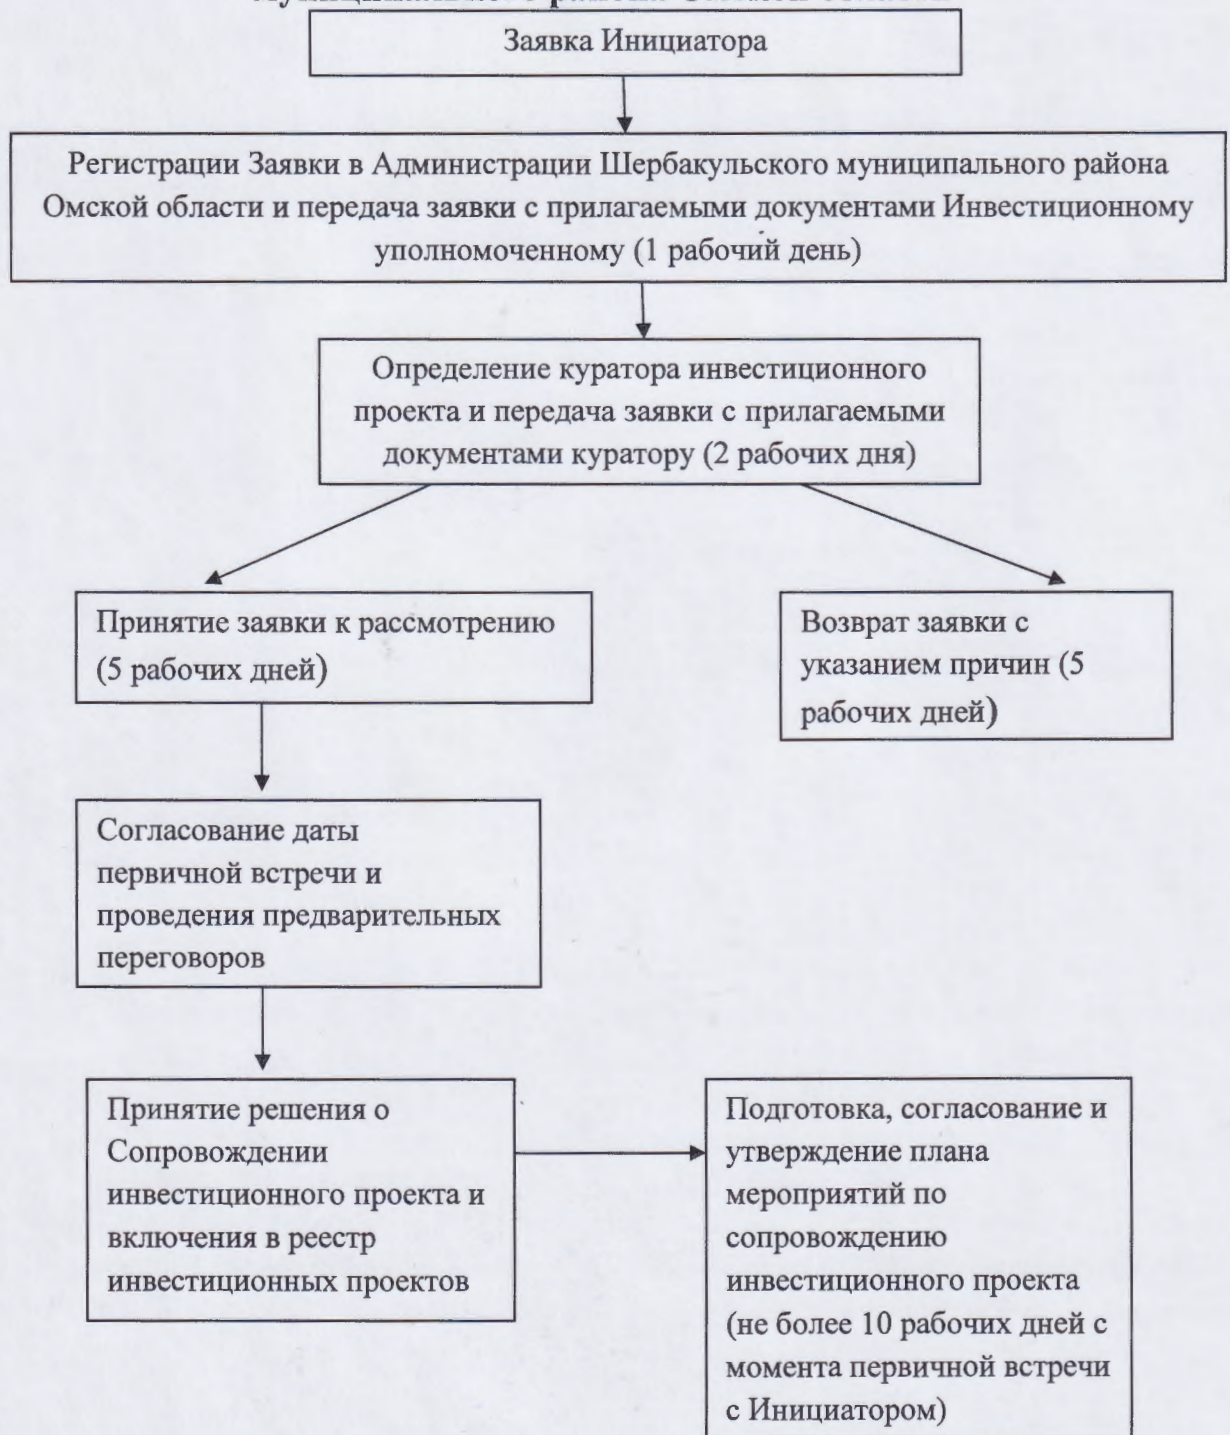 Заявка Инициатора
Регистрации Заявки в Администрации Шербакульского муниципального района
Омской области и передача заявки с прилагаемыми документами Инвестиционному
уполномоченному (1 рабочий день)
Определение куратора инвестиционного
проекта и передача заявки с прилагаемыми
документами куратору (2 рабочих дня)
Принятие заявки к рассмотрению
(5 рабочих дней)
Возврат заявки с
указанием причин (5
рабочих дней)
Согласование даты
первичной встречи и
проведения предварительных
переговоров
Принятие решения о
Сопровождении
инвестиционного проекта и
включения в реестр
инвестиционных проектов
Подготовка, согласование и
утверждение плана
мероприятий по
сопровождению
инвестиционного проекта
(не более 10 рабочих дней с
момента первичной встречи
с Инициатором)